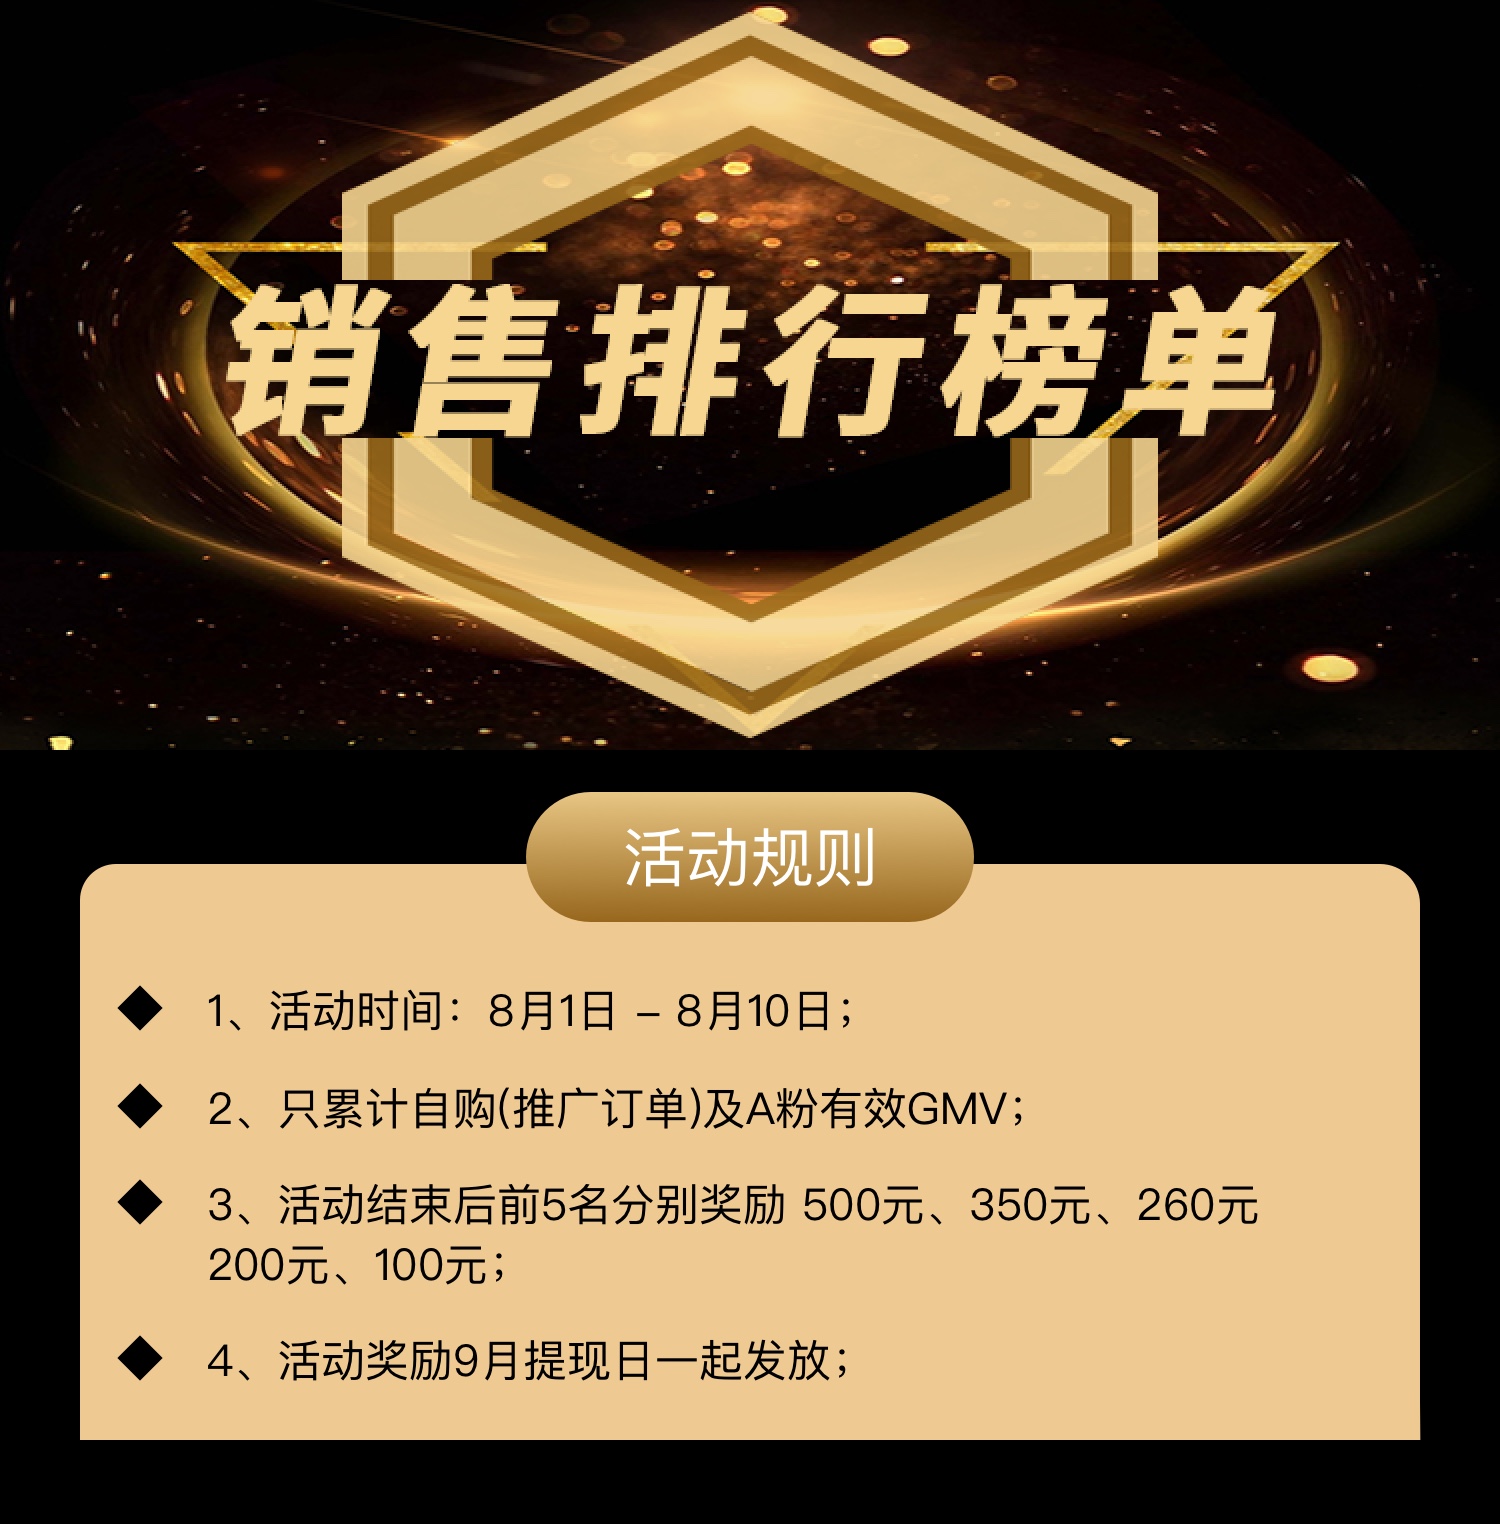 销售排行榜单
活动规则
1、活动时间：8月1日 – 8月10日；
2、只累计自购(推广订单)及A粉有效GMV；
3、活动结束后前5名分别奖励 500元、350元、260元
200元、100元；
4、活动奖励9月提现日一起发放；